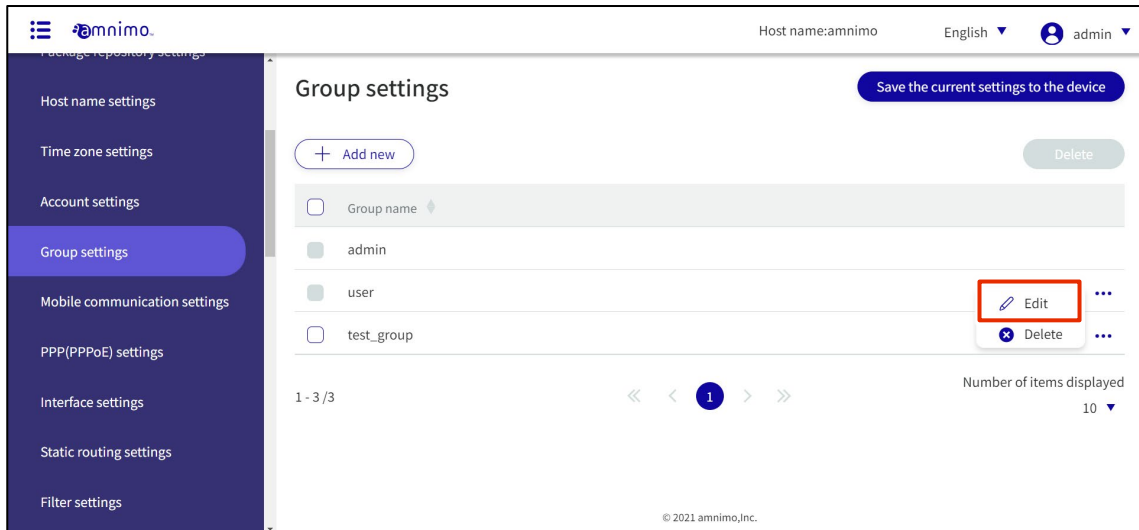 amnimo
Host name:amnimo
English
admin
Package repository settings
Host name settings
Time zone settings
Account settings
Group settings
Mobile communication settings
PPP(PPPoE) settings
Interface settings
Static routing settings
Filter settings
Group settings
Save the current settings to the device
Add new
Delete
Group name
admin
user
test_group
Edit
Delete
1 - 3 /3
1
Number of items displayed
10
© 2021 amnimo,Inc.